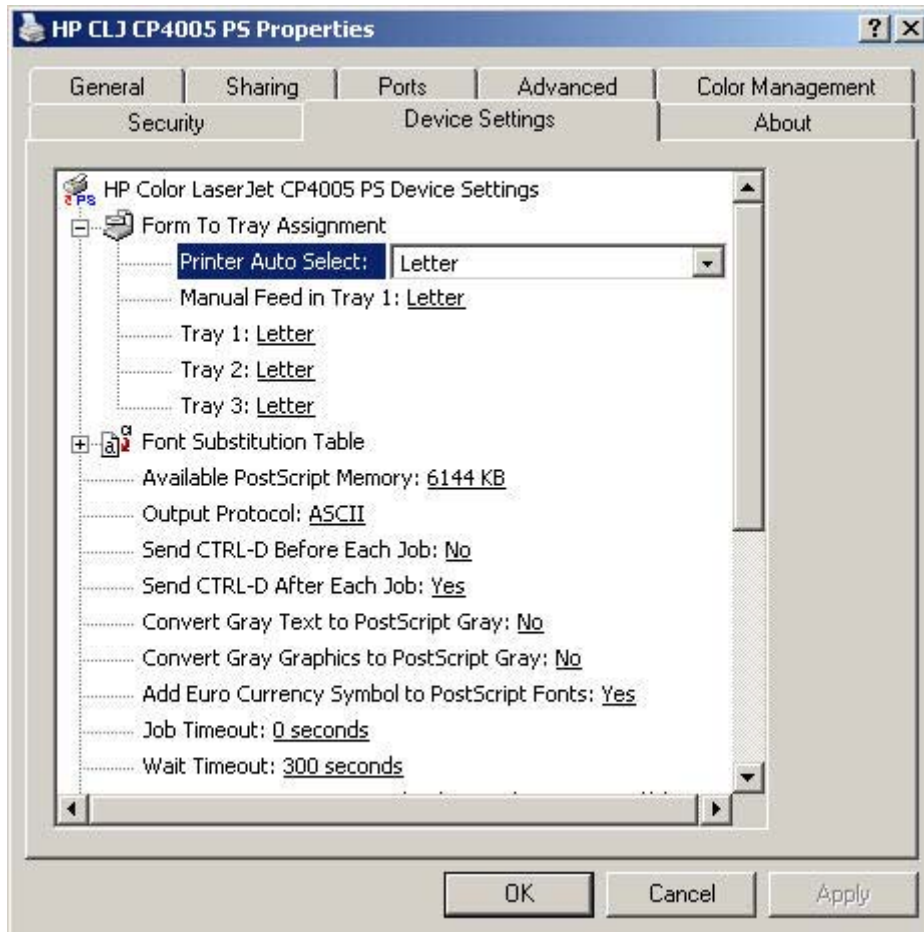 HP CLJ CP4005 PS Properties
General Sharing Ports Advanced Color Management
Security Device Settings About
HP Color LaserJet CP4005 PS Device Settings
Form To Tray Assignment
Printer Auto Select: Letter
Manual Feed in Tray 1: Letter
Tray 1: Letter
Tray 2: Letter
Tray 3: Letter
Font Substitution Table
Available PostScript Memory: 6144 KB
Output Protocol: ASCII
Send CTRL-D Before Each Job: No
Send CTRL-D After Each Job: Yes
Convert Gray Text to PostScript Gray: No
Convert Gray Graphics to PostScript Gray: No
Add Euro Currency Symbol to PostScript Fonts: Yes
Job Timeout: 0 seconds
Wait Timeout: 300 seconds
OK Cancel Apply